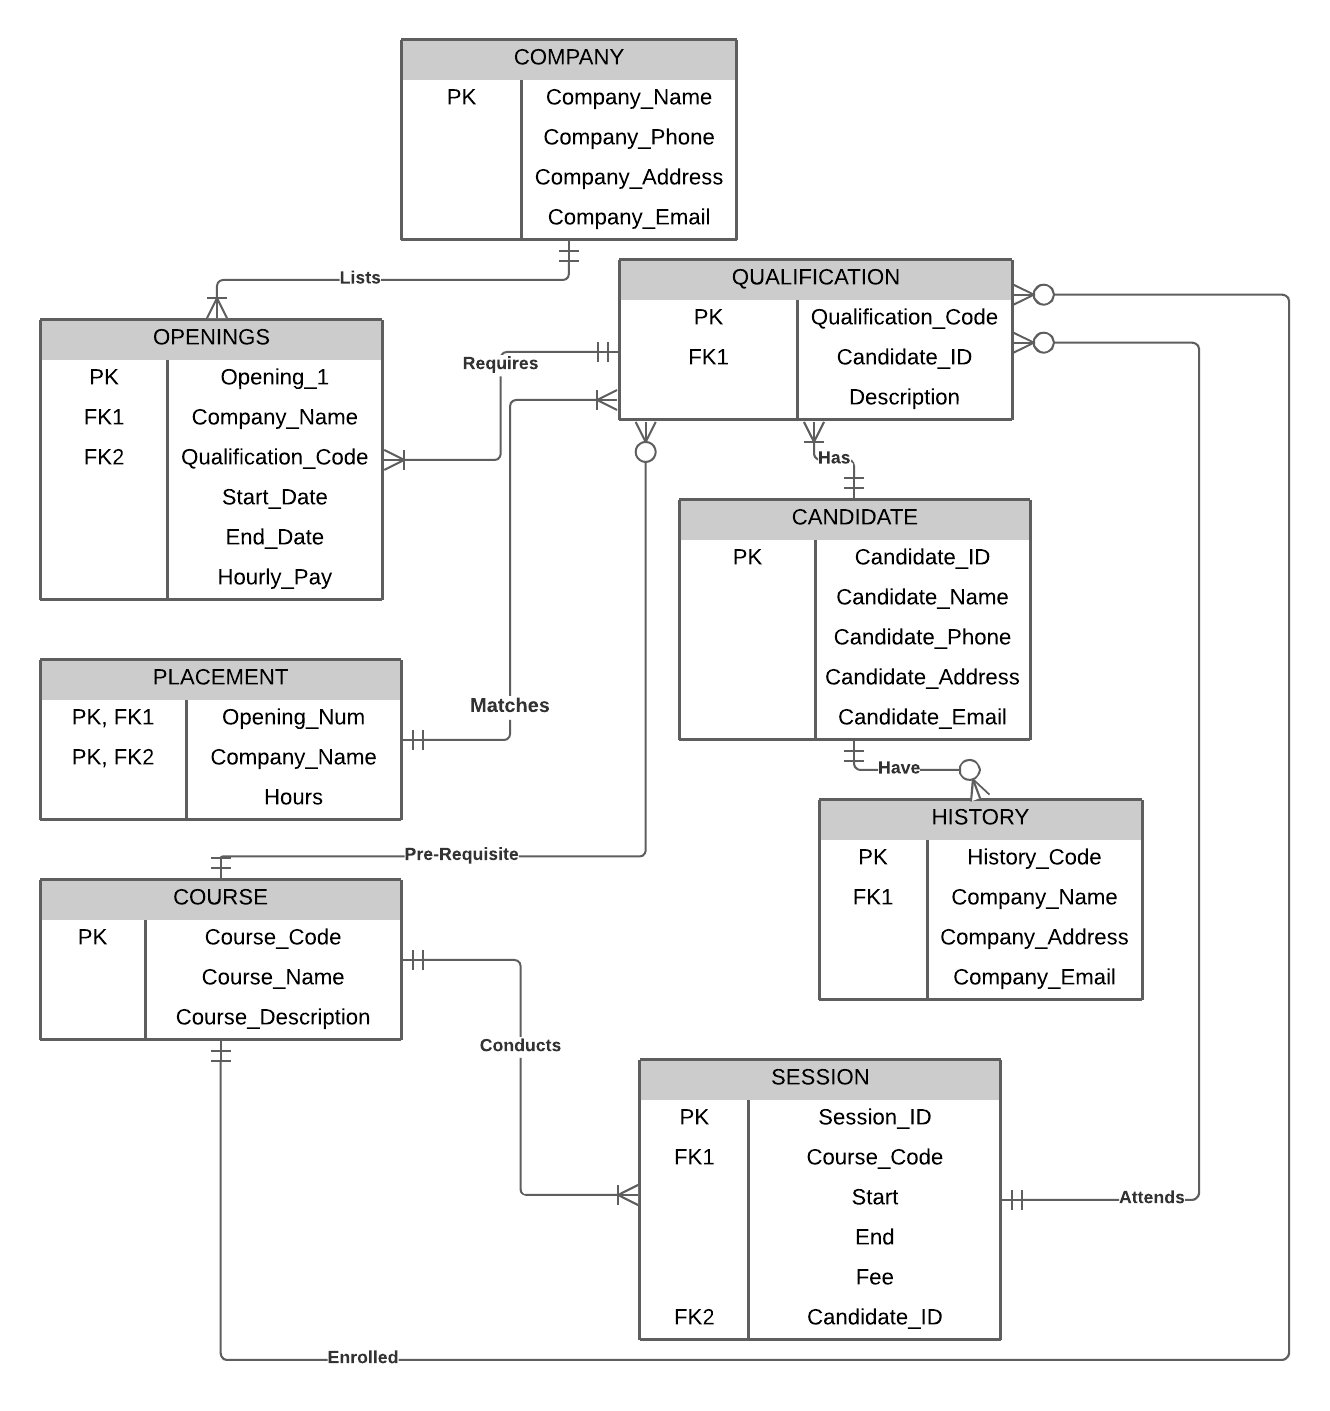 COMPANY
PK Company_Name
Company_Phone
Company_Address
Company_Email
Lists
QUALIFICATION
PK Qualification_Code
FK1 Candidate_ID
Description
OPENINGS
PK Opening_1
FK1 Company_Name
FK2 Qualification_Code
Start_Date
End_Date
Hourly_Pay
Requires
Has
CANDIDATE
PK Candidate_ID
Candidate_Name
Candidate_Phone
Candidate_Address
Candidate_Email
PLACEMENT
PK, FK1 Opening_Num
PK, FK2 Company_Name
Hours
Matches
Have
HISTORY
PK History_Code
FK1 Company_Name
Company_Address
Company_Email
Pre-Requisite
COURSE
PK Course_Code
Course_Name
Course_Description
Conducts
SESSION
PK Session_ID
FK1 Course_Code
Start
End
Fee
FK2 Candidate_ID
Attends
Enrolled